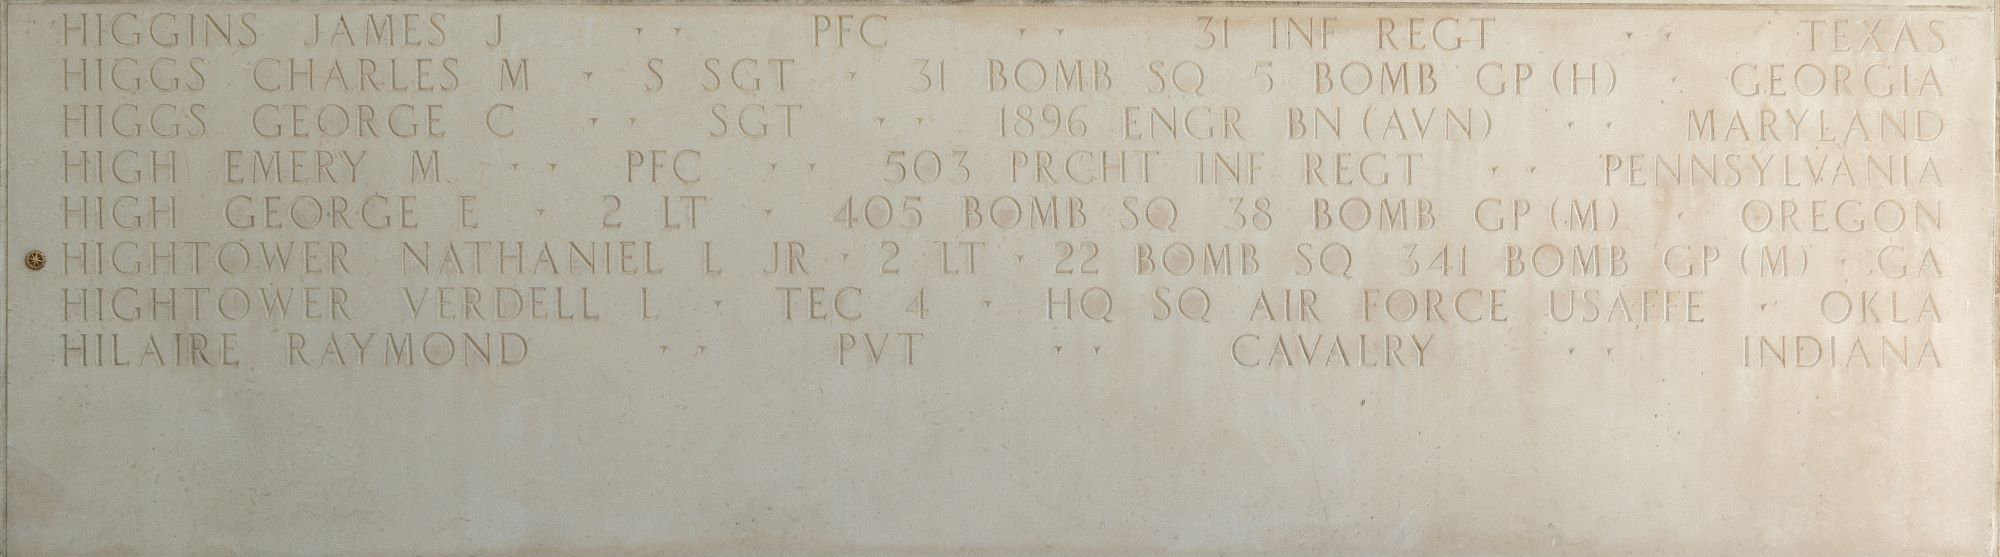 HIGGINS JAMES J · · PFC · · 31 INF REGT · · TEXAS
HIGGS CHARLES M · S SGT · 31 BOMB SQ 5 BOMB GP (H) · GEORGIA
HIGGS GEORGE C · · SGT · · 1896 ENGR BN (AVN) · · MARYLAND
HIGH EMERY M · · PFC · · 503 PRCHT INF REGT · · PENNSYLVANIA
HIGH GEORGE E · 2 LT · 405 BOMB SQ 38 BOMB GP (M) · OREGON
HIGHTOWER NATHANIEL L JR · 2 LT · 22 BOMB SQ 341 BOMB GP (M) · GA
HIGHTOWER VERDELL L · TEC 4 · HQ SQ AIR FORCE USAFFE · OKLA
HILAIRE RAYMOND · · PVT · · CAVALRY · · INDIANA